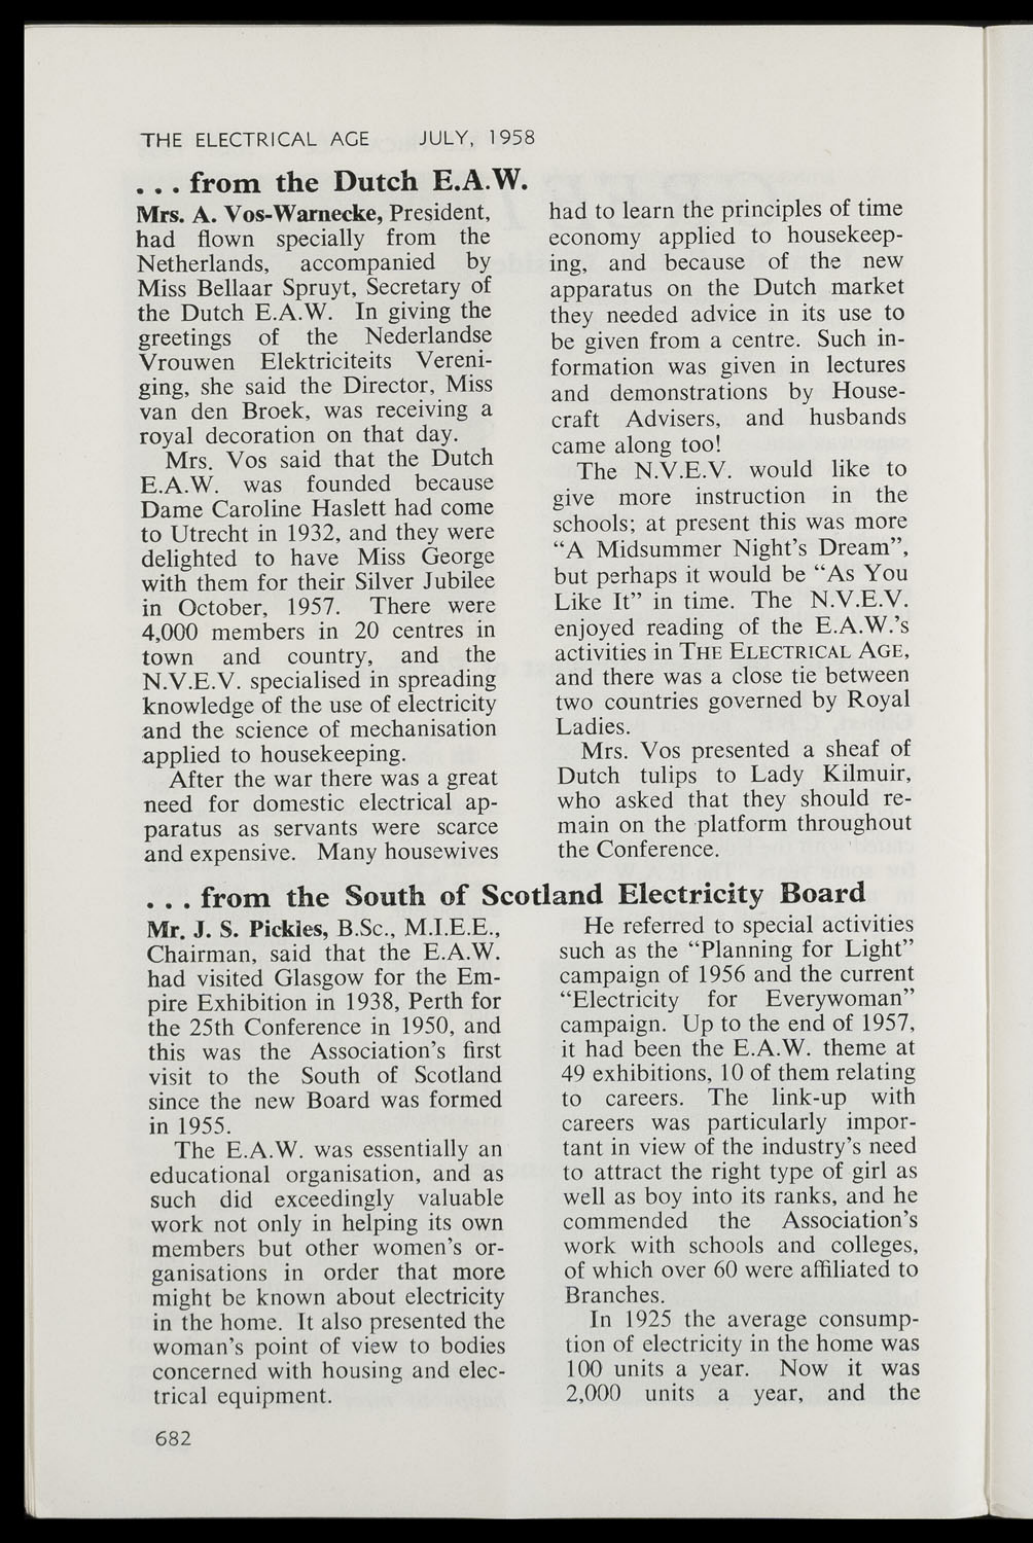 THE ELECTRICAL AGE JULY, 1958
... from the Dutch E.A.W.
Mrs. A. Vos-Warnecke, President,
had flown specially from the
Netherlands, accompanied by
Miss Bellaar Spruyt, Secretary of
the Dutch E.A.W. In giving the
greetings of the Nederlandse
Vrouwen Elektriciteits Vereni-
ging, she said the Director, Miss
van den Broek, was receiving a
royal decoration on that day.
Mrs. Vos said that the Dutch
E.A.W. was founded because
Dame Caroline Haslett had come
to Utrecht in 1932, and they were
delighted to have Miss George
with them for their Silver Jubilee
in October, 1957. There were
4,000 members in 20 centres in
town and country, and the
N.V.E.V. specialised in spreading
knowledge of the use of electricity
and the science of mechanisation
applied to housekeeping.
After the war there was a great
need for domestic electrical ap-
paratus as servants were scarce
and expensive. Many housewives
had to learn the principles of time
economy applied to housekeep-
ing, and because of the new
apparatus on the Dutch market
they needed advice in its use to
be given from a centre. Such in-
formation was given in lectures
and demonstrations by House-
craft Advisers, and husbands
came along too!
The N.V.E.V. would like to
give more instruction in the
schools; at present this was more
“A Midsummer Night's Dream”,
but perhaps it would be “As You
Like It” in time. The N.V.E.V.
enjoyed reading of the E.A.W.'s
activities in THE ELECTRICAL AGE,
and there was a close tie between
two countries governed by Royal
Ladies.
Mrs. Vos presented a sheaf of
Dutch tulips to Lady Kilmuir,
who asked that they should re-
main on the platform throughout
the Conference.
... from the South of Scotland Electricity Board
Mr. J. S. Pickles, B.Sc., M.I.E.E.,
Chairman, said that the E.A.W.
had visited Glasgow for the Em-
pire Exhibition in 1938, Perth for
the 25th Conference in 1950, and
this was the Association's first
visit to the South of Scotland
since the new Board was formed
in 1955.
The E.A.W. was essentially an
educational organisation, and as
such did exceedingly valuable
work not only in helping its own
members but other women's or-
ganisations in order that more
might be known about electricity
in the home. It also presented the
woman's point of view to bodies
concerned with housing and elec-
trical equipment.
He referred to special activities
such as the “Planning for Light”
campaign of 1956 and the current
“Electricity for Everywoman”
campaign. Up to the end of 1957,
it had been the E.A.W. theme at
49 exhibitions, 10 of them relating
to careers. The link-up with
careers was particularly impor-
tant in view of the industry's need
to attract the right type of girl as
well as boy into its ranks, and he
commended the Association's
work with schools and colleges,
of which over 60 were affiliated to
Branches.
In 1925 the average consump-
tion of electricity in the home was
100 units a year. Now it was
2,000 units a year, and the
682